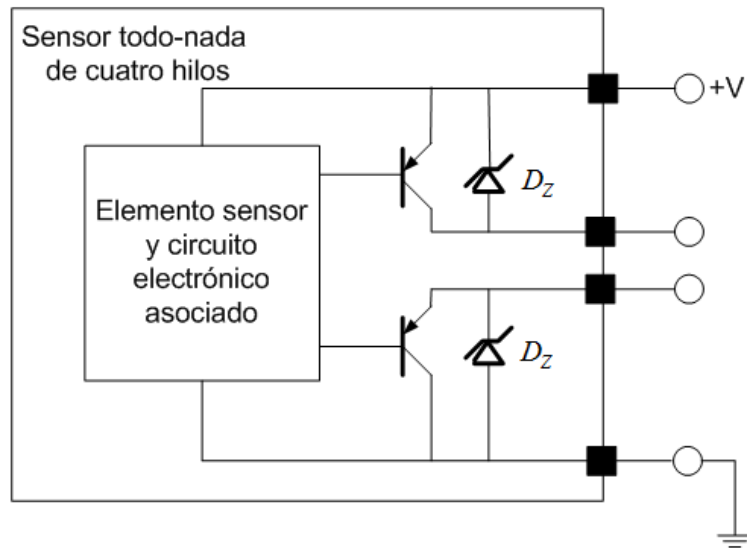 Sensor todo-nada
de cuatro hilos
+V
D_Z
Elemento sensor
y circuito
electrónico
asociado
D_Z